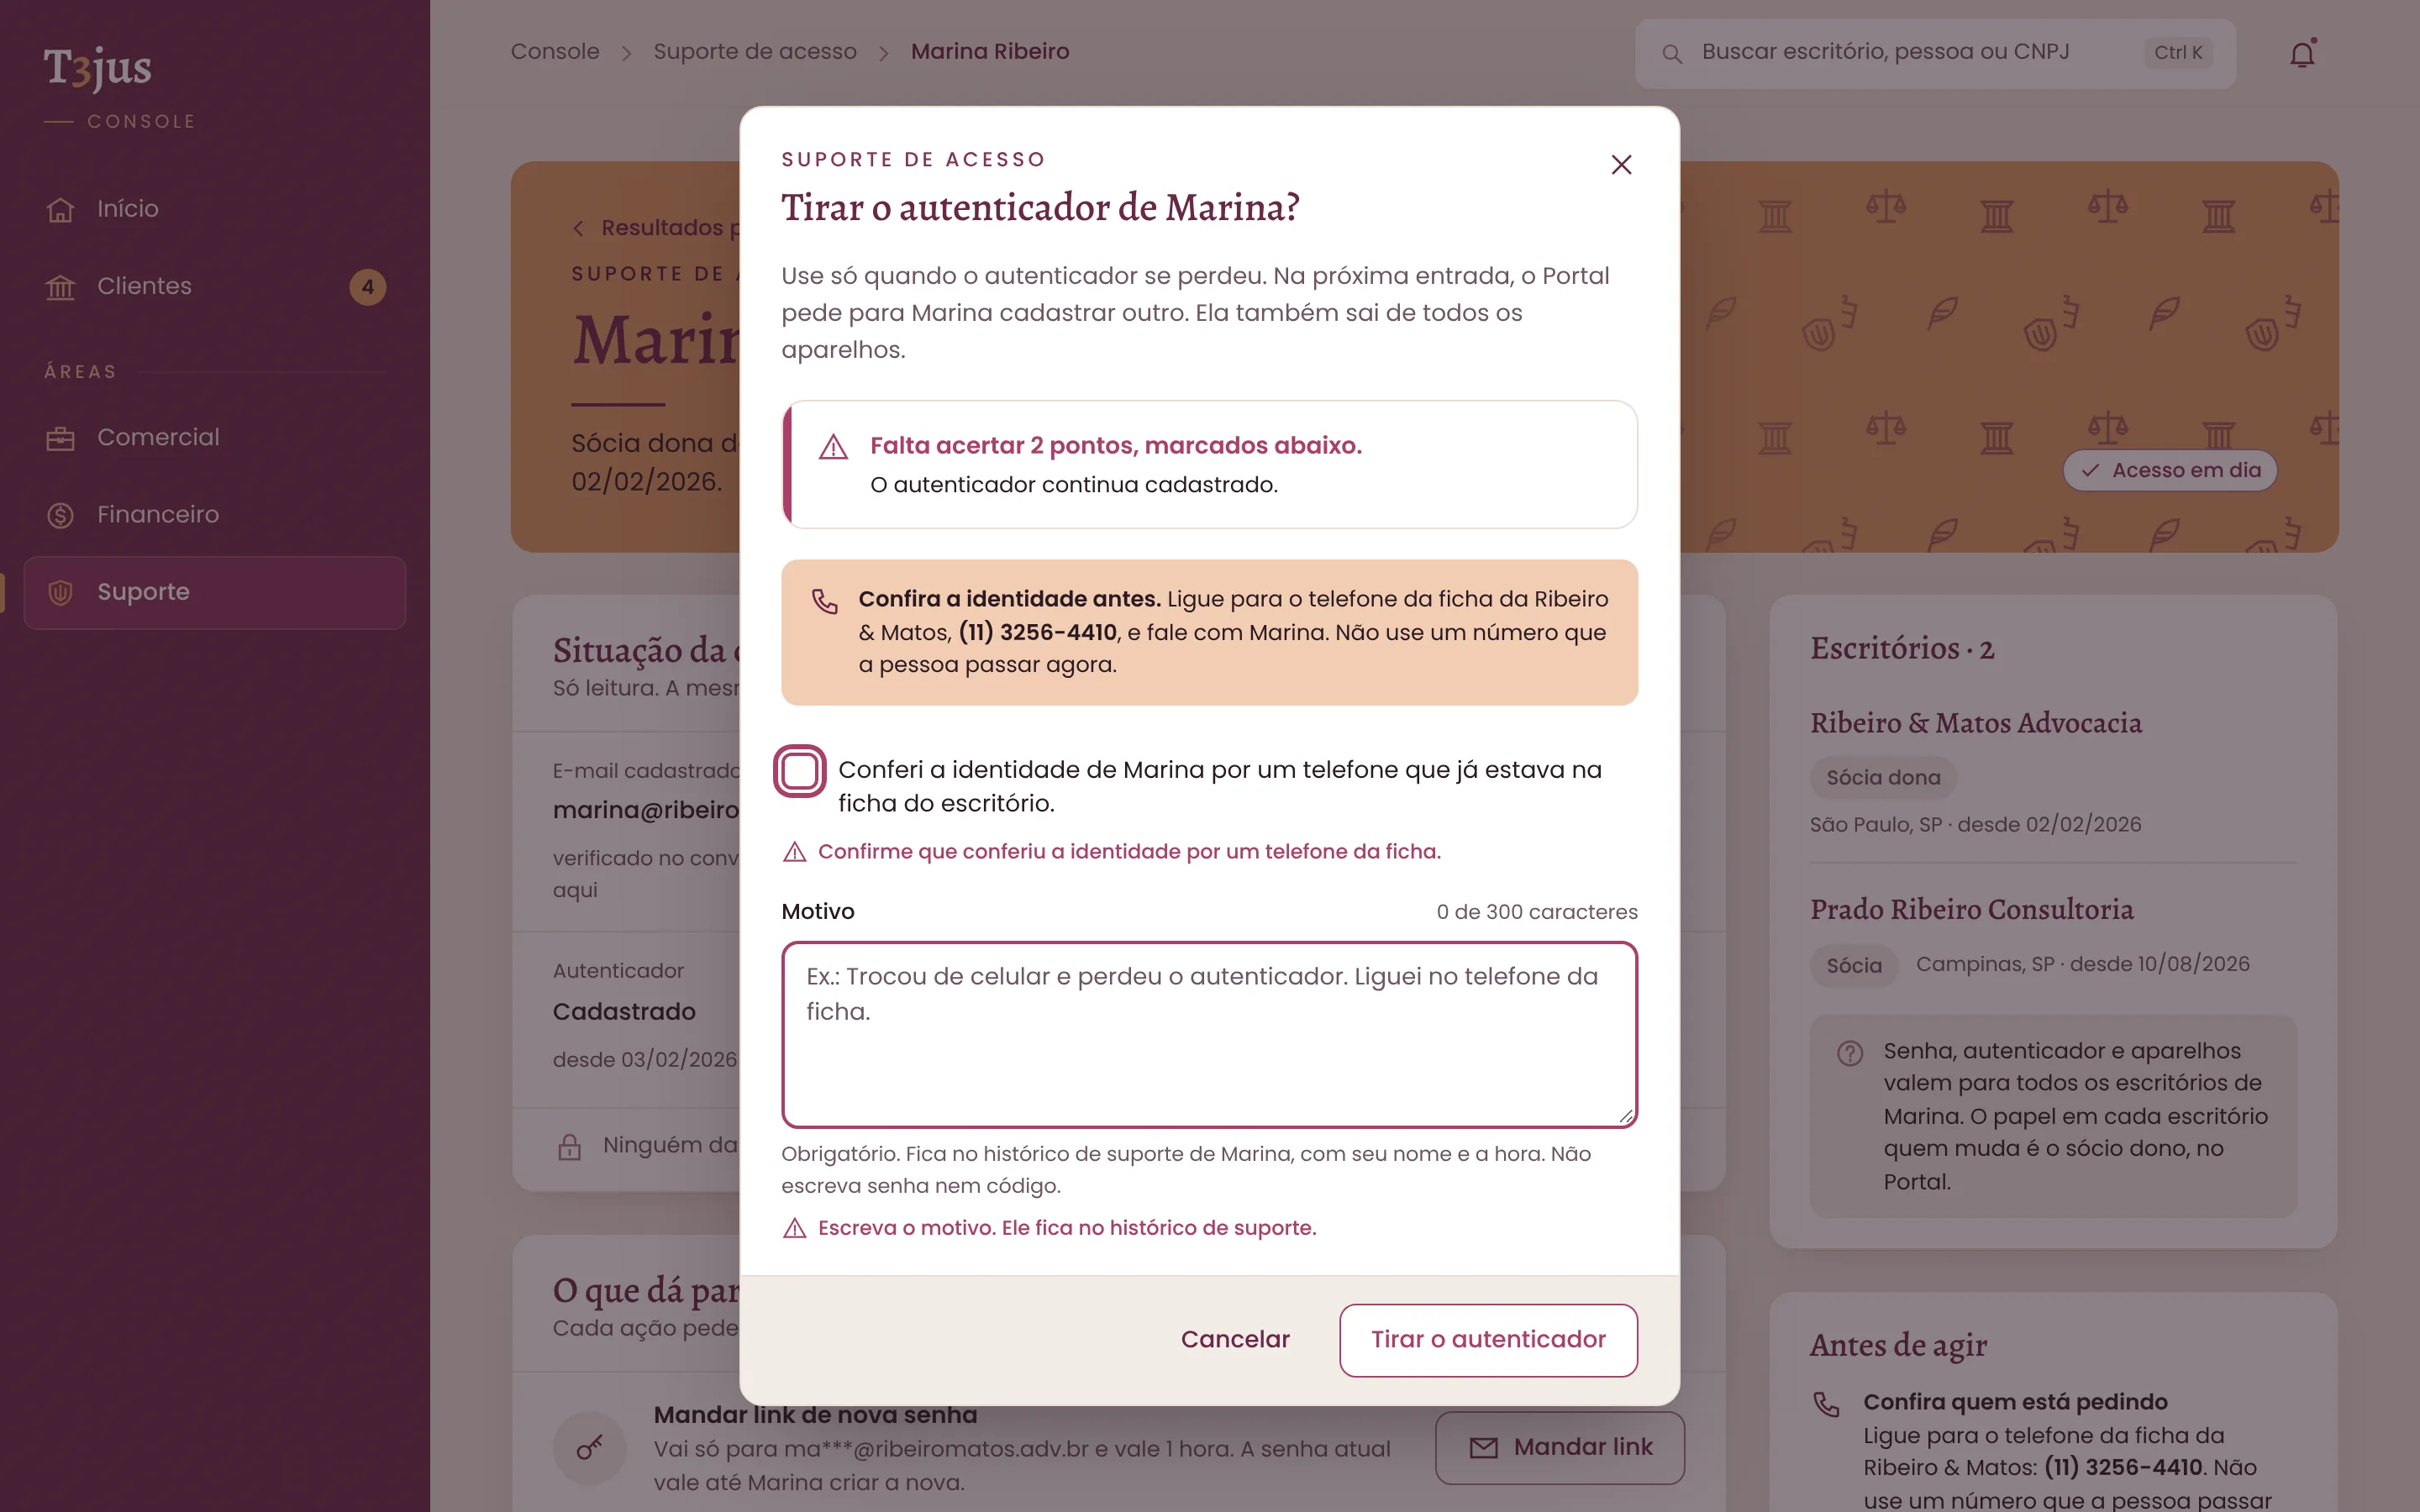 T3jus
CONSOLE
Início
Clientes
4
ÁREAS
Comercial
Financeiro
Suporte
Console
Suporte de acesso
Marina Ribeiro
Buscar escritório, pessoa ou CNPJ
Ctrl K
Resultados
SUPORTE DE
Sócia dona
02/02/2026.
Acesso em dia
Situação da
Só leitura. A
E-mail cadastrado
marina@ribeiro
verificado no
aqui
Autenticador
Cadastrado
desde 03/02/2026
Ninguém da
O que dá
Cada ação pede
Mandar link de nova senha
Vai só para ma***@ribeiromatos.adv.br e vale 1 hora. A senha atual
vale até Marina criar a nova.
Mandar link
SUPORTE DE ACESSO
Tirar o autenticador de Marina?
Use só quando o autenticador se perdeu. Na próxima entrada, o Portal
pede para Marina cadastrar outro. Ela também sai de todos os
aparelhos.
Falta acertar 2 pontos, marcados abaixo.
O autenticador continua cadastrado.
Confira a identidade antes. Ligue para o telefone da ficha da Ribeiro
& Matos, (11) 3256-4410, e fale com Marina. Não use um número que
a pessoa passar agora.
Conferi a identidade de Marina por um telefone que já estava na
ficha do escritório.
Confirme que conferiu a identidade por um telefone da ficha.
Motivo
0 de 300 caracteres
Ex.: Trocou de celular e perdeu o autenticador. Liguei no telefone da
ficha.
Obrigatório. Fica no histórico de suporte de Marina, com seu nome e a hora. Não
escreva senha nem código.
Escreva o motivo. Ele fica no histórico de suporte.
Cancelar
Tirar o autenticador
Escritórios · 2
Ribeiro & Matos Advocacia
Sócia dona
São Paulo, SP · desde 02/02/2026
Prado Ribeiro Consultoria
Sócia
Campinas, SP · desde 10/08/2026
Senha, autenticador e aparelhos
valem para todos os escritórios de
Marina. O papel em cada escritório
quem muda é o sócio dono, no
Portal.
Antes de agir
Confira quem está pedindo
Ligue para o telefone da ficha da
Ribeiro & Matos: (11) 3256-4410. Não
use um número que a pessoa passar